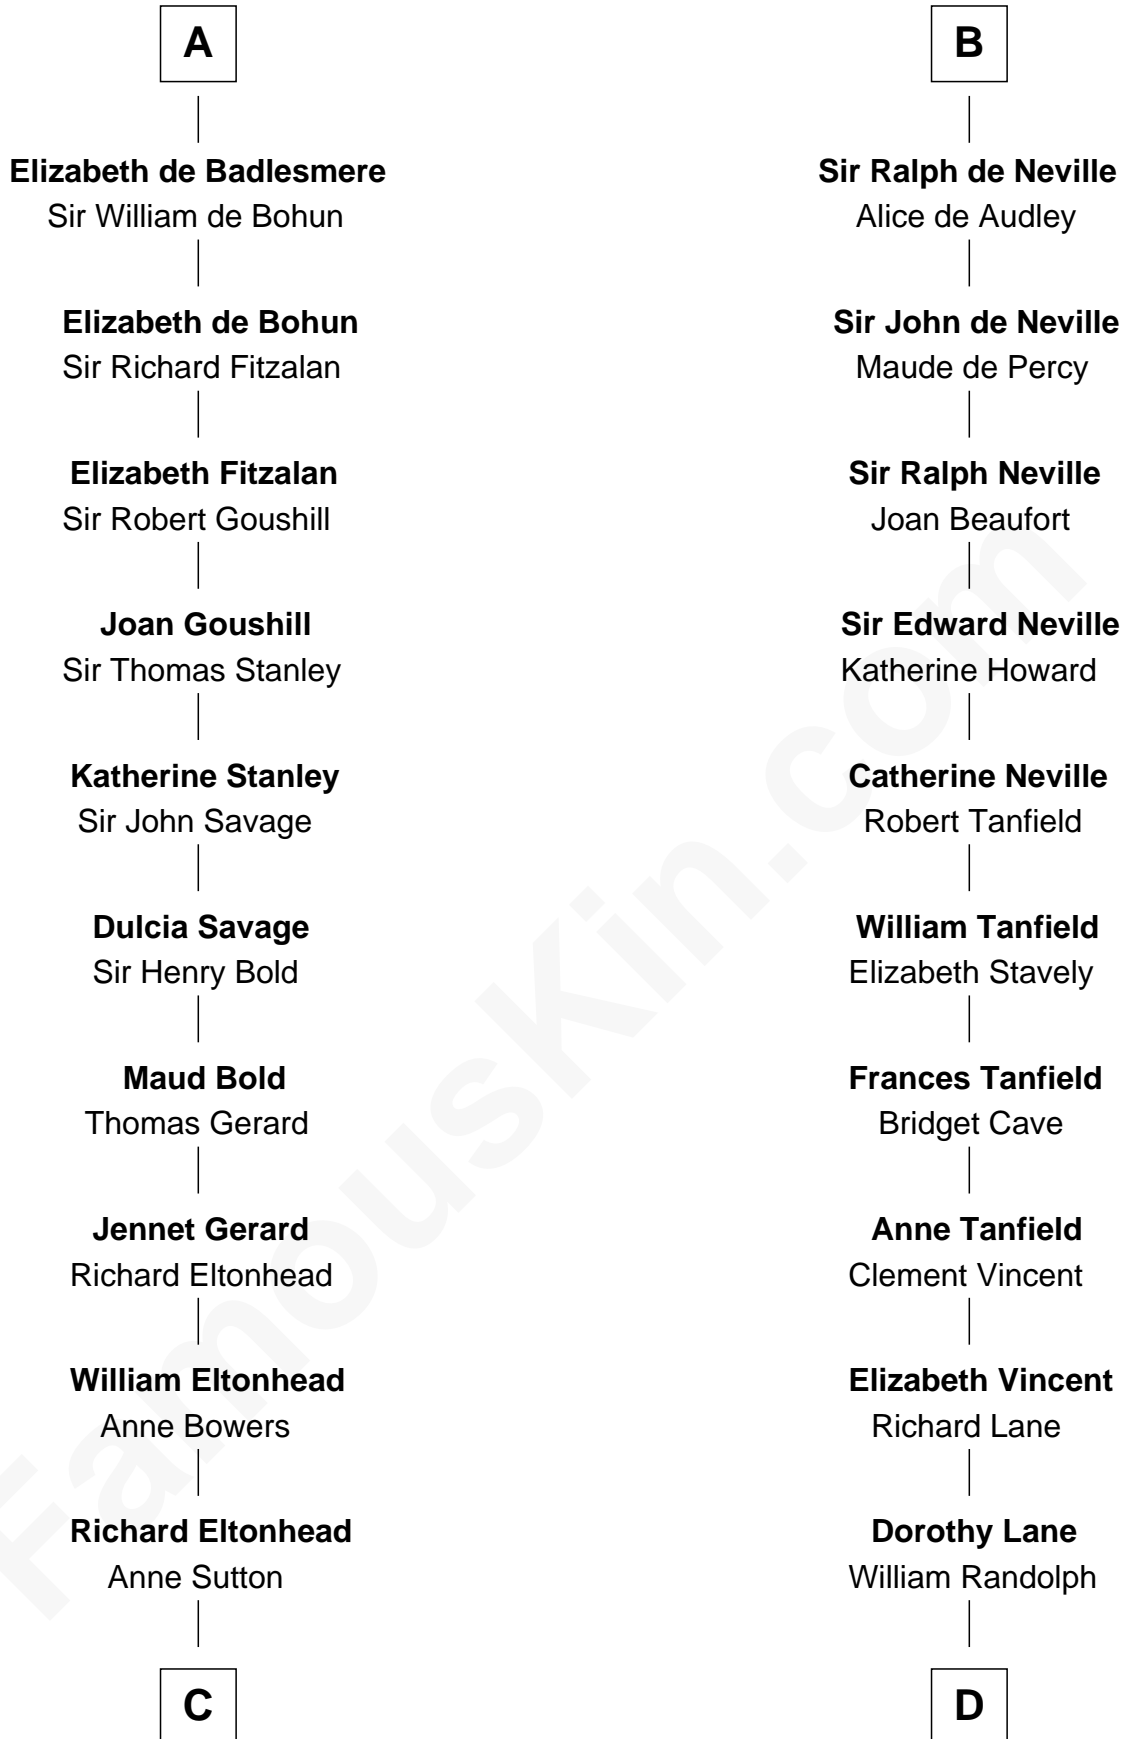 A
Elizabeth de Badlesmere
Sir William de Bohun
Elizabeth de Bohun
Sir Richard Fitzalan
Elizabeth Fitzalan
Sir Robert Goushill
Joan Goushill
Sir Thomas Stanley
Katherine Stanley
Sir John Savage
Dulcia Savage
Sir Henry Bold
Maud Bold
Thomas Gerard
Jennet Gerard
Richard Eltonhead
William Eltonhead
Anne Bowers
Richard Eltonhead
Anne Sutton
C
B
Sir Ralph de Neville
Alice de Audley
Sir John de Neville
Maude de Percy
Sir Ralph Neville
Joan Beaufort
Sir Edward Neville
Katherine Howard
Catherine Neville
Robert Tanfield
William Tanfield
Elizabeth Stavely
Frances Tanfield
Bridget Cave
Anne Tanfield
Clement Vincent
Elizabeth Vincent
Richard Lane
Dorothy Lane
William Randolph
D
FamousKin.com